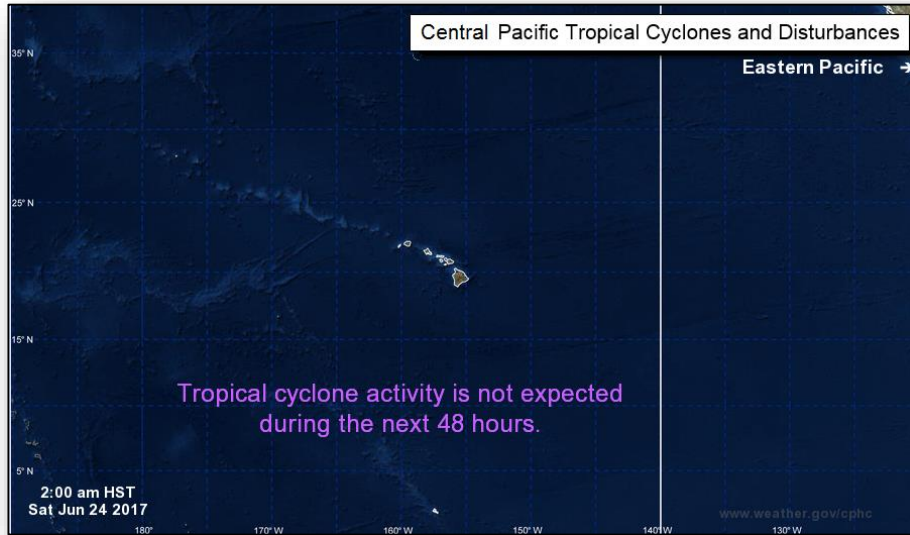 Central Pacific Tropical Cyclones and Disturbances
Eastern Pacific →
35° N
25° N
15° N
Tropical cyclone activity is not expected
during the next 48 hours.
5° N
2:00 am HST
Sat Jun 24 2017
www.weather.gov/cphc
180° 170° W 160° W 150° W 140° W 130° W